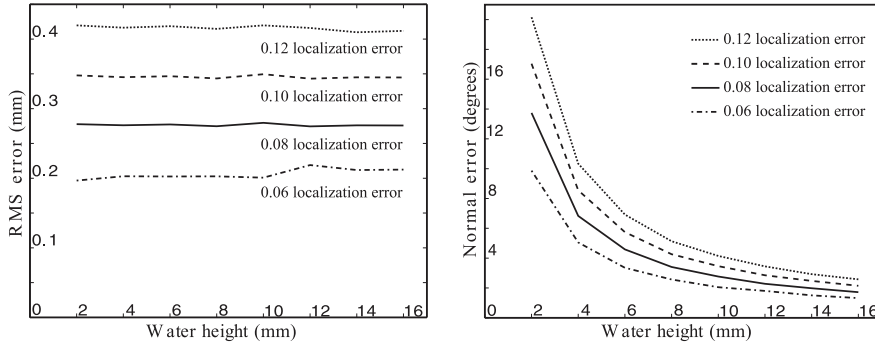 RMS error (mm)
0.4
0.3
0.2
0.1
0
0.12 localization error
0.10 localization error
0.08 localization error
0.06 localization error
2 4 6 8 10 12 14 16
Water height (mm)
Normal error (degrees)
16
12
8
4
0
0.12 localization error
0.10 localization error
0.08 localization error
0.06 localization error
2 4 6 8 10 12 14 16
Water height (mm)